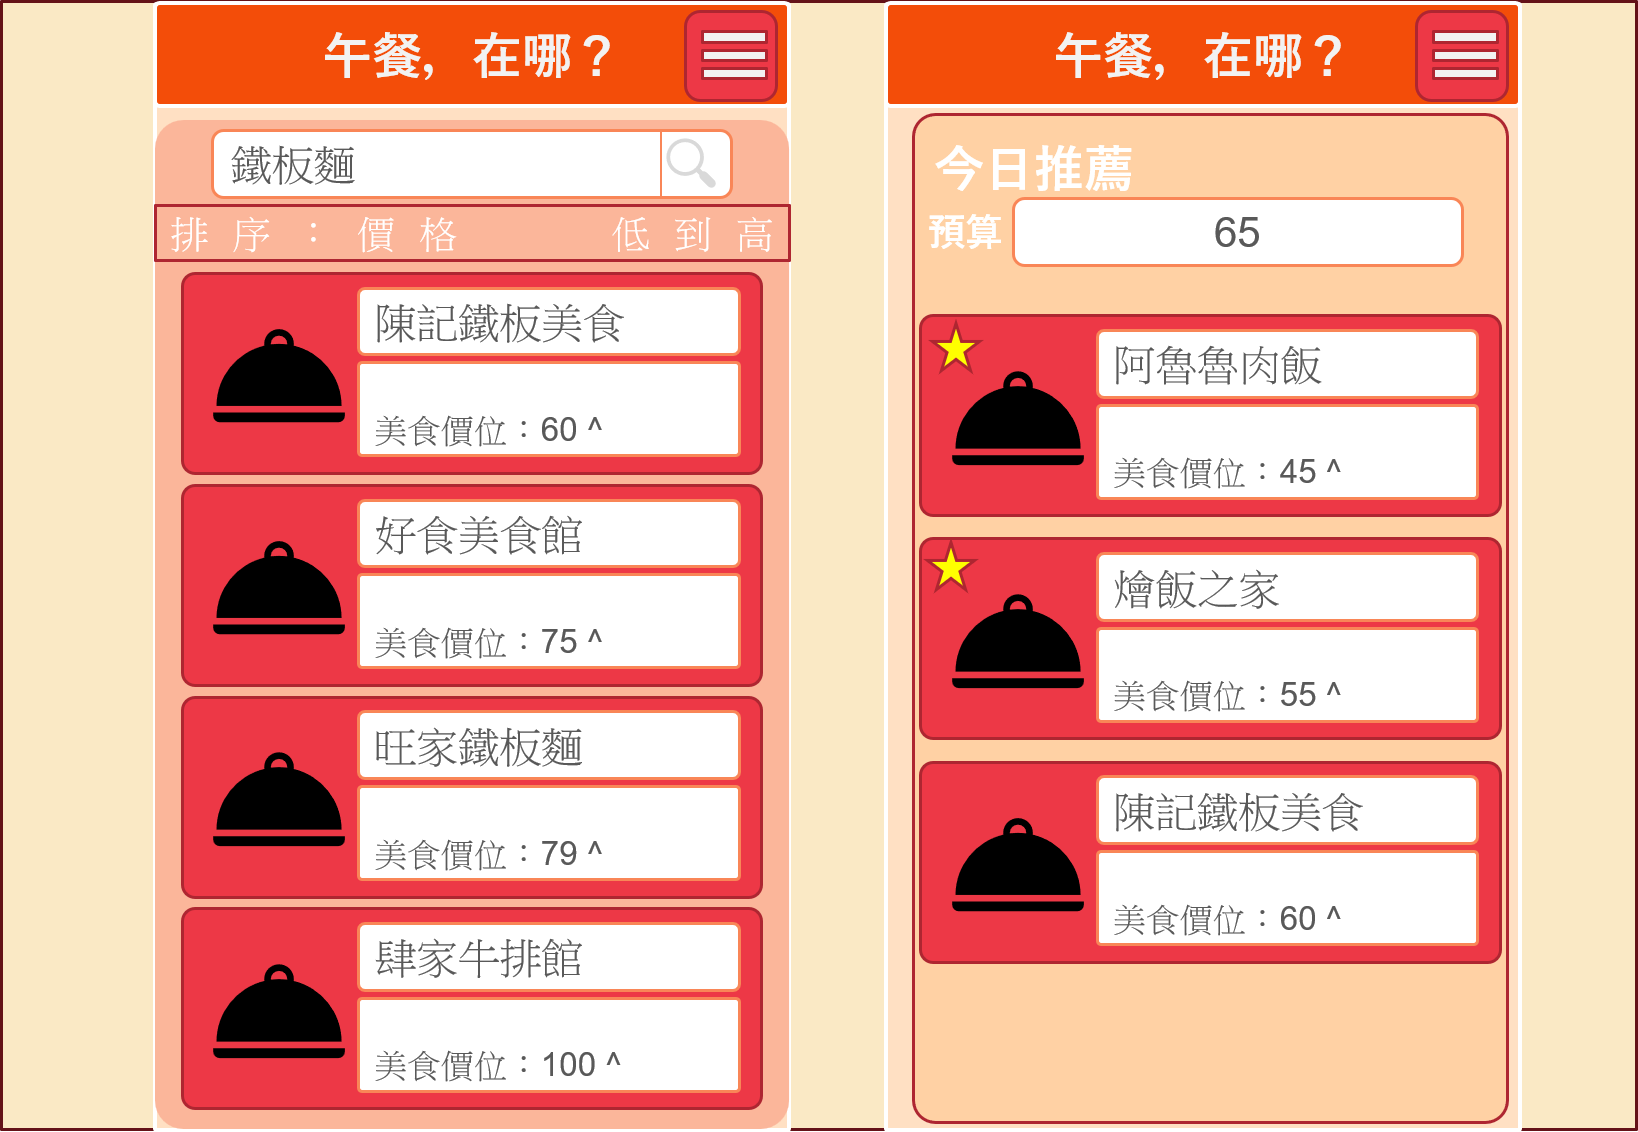 午餐，在哪？
鐵板麵
排序：價格 低到高
陳記鐵板美食
美食價位：60 ^
好食美食館
美食價位：75 ^
旺家鐵板麵
美食價位：79 ^
肆家牛排館
美食價位：100 ^
午餐，在哪？
今日推薦
預算 65
阿魯魯肉飯
美食價位：45 ^
燴飯之家
美食價位：55 ^
陳記鐵板美食
美食價位：60 ^